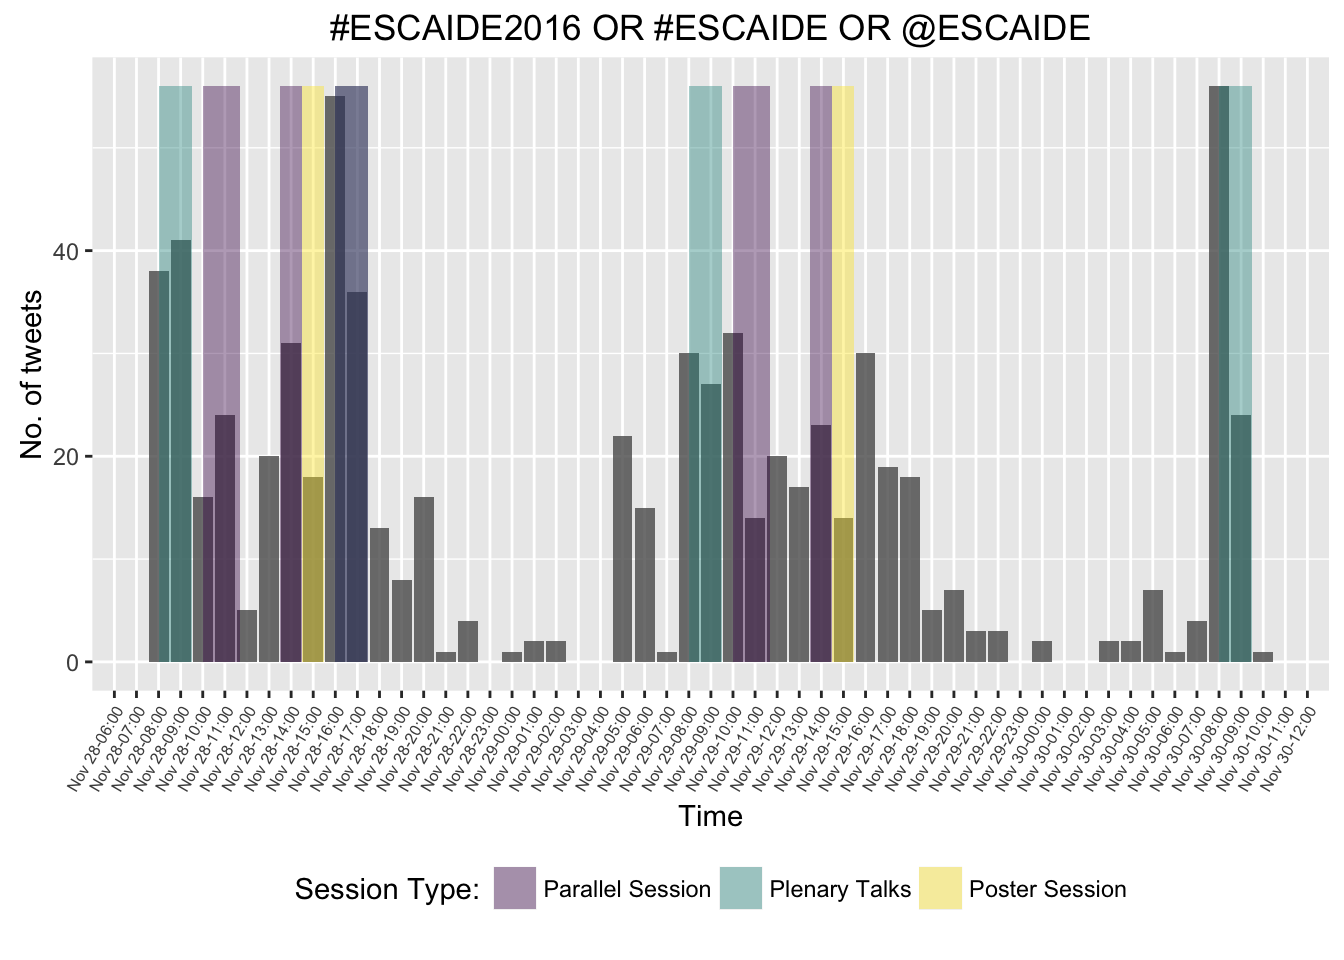 #ESCAIDE2016 OR #ESCAIDE OR @ESCAIDE
No. of tweets
40
20
0
Nov 28-06:00
Nov 28-07:00
Nov 28-08:00
Nov 28-09:00
Nov 28-10:00
Nov 28-11:00
Nov 28-12:00
Nov 28-13:00
Nov 28-14:00
Nov 28-15:00
Nov 28-16:00
Nov 28-17:00
Nov 28-18:00
Nov 28-19:00
Nov 28-20:00
Nov 28-21:00
Nov 28-22:00
Nov 28-23:00
Nov 29-00:00
Nov 29-01:00
Nov 29-02:00
Nov 29-03:00
Nov 29-04:00
Nov 29-05:00
Nov 29-06:00
Nov 29-07:00
Nov 29-08:00
Nov 29-09:00
Nov 29-10:00
Nov 29-11:00
Nov 29-12:00
Nov 29-13:00
Nov 29-14:00
Nov 29-15:00
Nov 29-16:00
Nov 29-17:00
Nov 29-18:00
Nov 29-19:00
Nov 29-20:00
Nov 29-21:00
Nov 29-22:00
Nov 29-23:00
Nov 30-00:00
Nov 30-01:00
Nov 30-02:00
Nov 30-03:00
Nov 30-04:00
Nov 30-05:00
Nov 30-06:00
Nov 30-07:00
Nov 30-08:00
Nov 30-09:00
Nov 30-10:00
Nov 30-11:00
Nov 30-12:00
Time
Session Type: Parallel Session Plenary Talks Poster Session